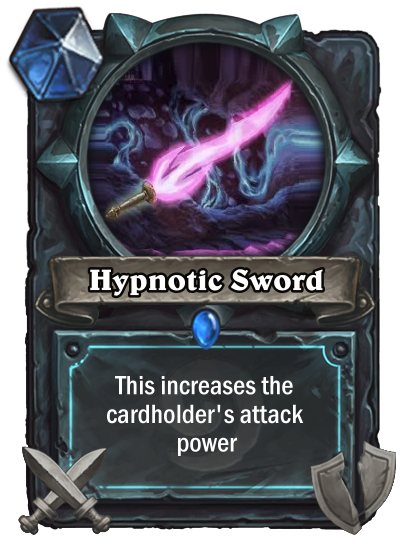 Hypnotic Sword
This increases the
cardholder's attack
power